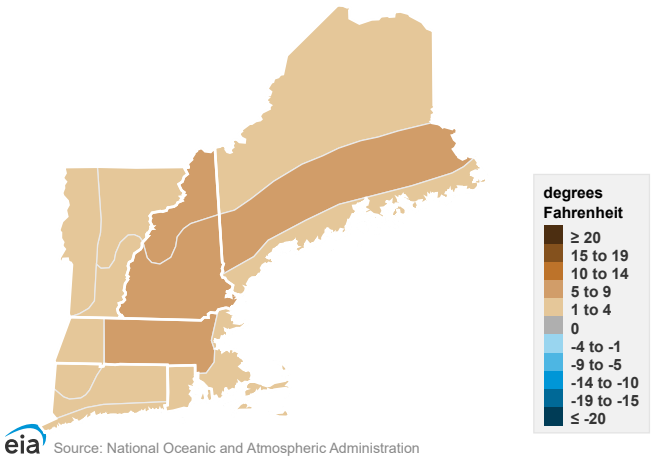 degrees
Fahrenheit
≥ 20
15 to 19
10 to 14
5 to 9
1 to 4
0
-4 to -1
-9 to -5
-14 to -10
-19 to -15
≤ -20
eia
Source: National Oceanic and Atmospheric Administration